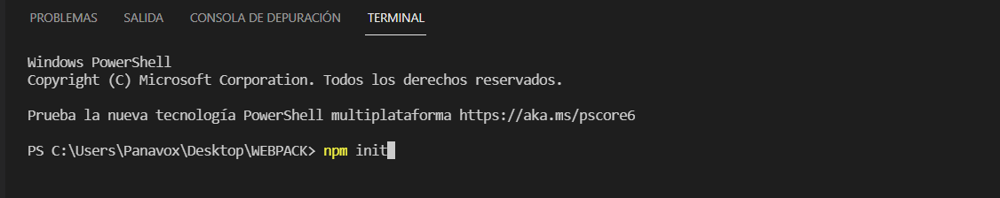 PROBLEMAS SALIDA CONSOLA DE DEPURACIÓN TERMINAL
Windows PowerShell
Copyright (C) Microsoft Corporation. Todos los derechos reservados.
Prueba la nueva tecnología PowerShell multiplataforma https://aka.ms/pscore6
PS C:\Users\Panavox\Desktop\WEBPACK> npm init